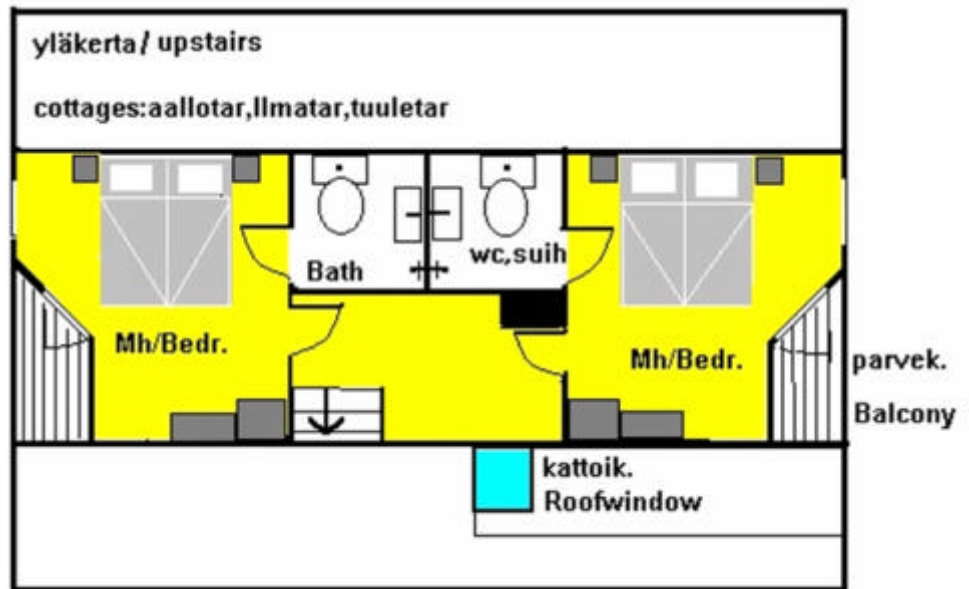 yläkerta/ upstairs
cottages:aallotar,Ilmatar,tuuletar
Bath
wc,suih
Mh/Bedr.
Mh/Bedr.
parvek.
Balcony
kattoik.
Roofwindow